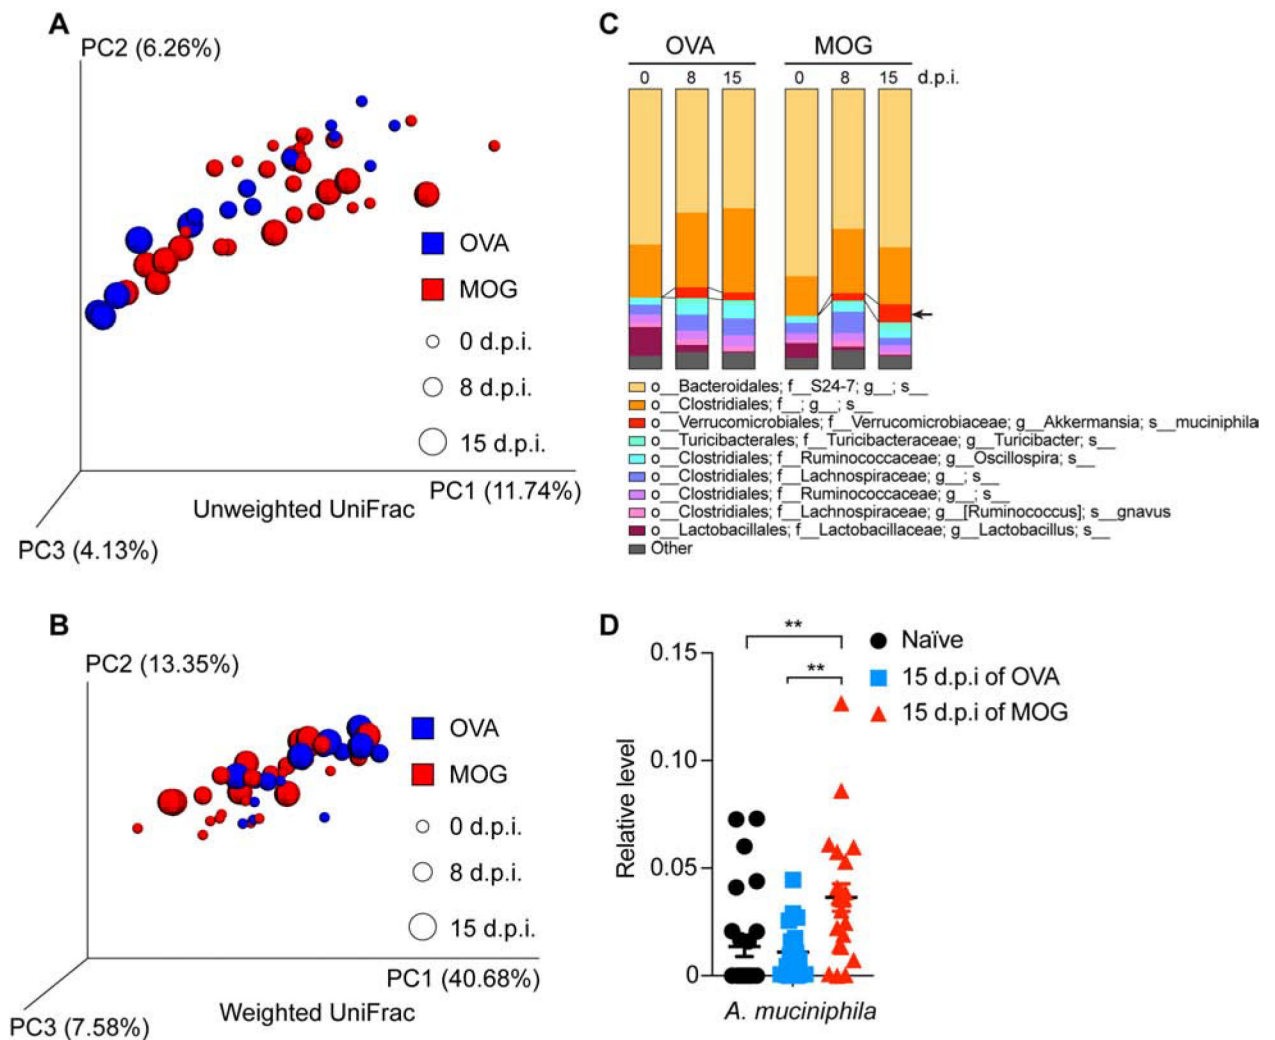 A
PC2 (6.26%)
OVA
MOG
0 d.p.i.
8 d.p.i.
15 d.p.i.
PC1 (11.74%)
Unweighted UniFrac
PC3 (4.13%)
B
PC2 (13.35%)
OVA
MOG
0 d.p.i.
8 d.p.i.
15 d.p.i.
PC1 (40.68%)
Weighted UniFrac
PC3 (7.58%)
C
OVA MOG
0 8 15 0 8 15 d.p.i.
o__Bacteroidales; f__S24-7; g__; s__
o__Clostridiales; f__; g__; s__
o__Verrucomicrobiales; f__Verrucomicrobiaceae; g__Akkermansia; s__muciniphila
o__Turicibacterales; f__Turicibacteraceae; g__Turicibacter; s__
o__Clostridiales; f__Ruminococcaceae; g__Oscillospira; s__
o__Clostridiales; f__Lachnospiraceae; g__; s__
o__Clostridiales; f__Ruminococcaceae; g__; s__
o__Clostridiales; f__Lachnospiraceae; g__[Ruminococcus]; s__gnavus
o__Lactobacillales; f__Lactobacillaceae; g__Lactobacillus; s__
Other
D
**
**
Naïve
15 d.p.i of OVA
15 d.p.i of MOG
Relative level
0.15
0.10
0.05
0
A. muciniphila